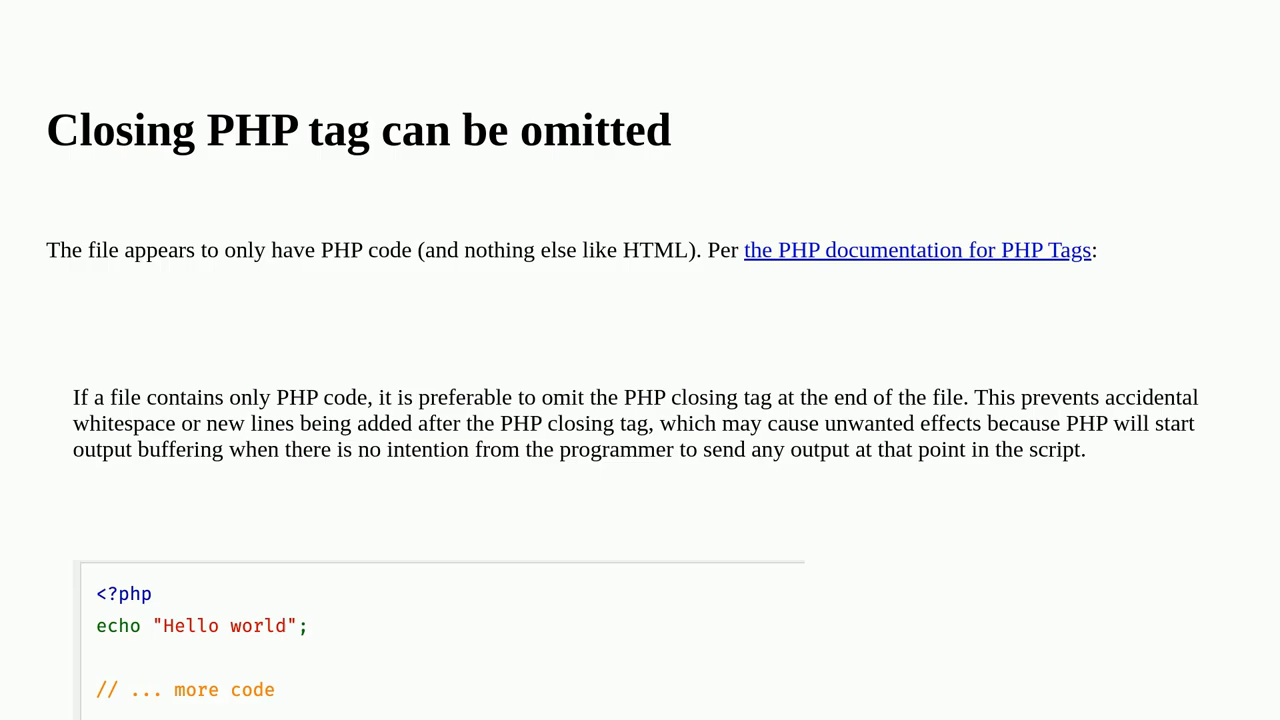 Closing PHP tag can be omitted
The file appears to only have PHP code (and nothing else like HTML). Per the PHP documentation for PHP Tags:
If a file contains only PHP code, it is preferable to omit the PHP closing tag at the end of the file. This prevents accidental
whitespace or new lines being added after the PHP closing tag, which may cause unwanted effects because PHP will start
output buffering when there is no intention from the programmer to send any output at that point in the script.
<?php
echo "Hello world";
// ... more code